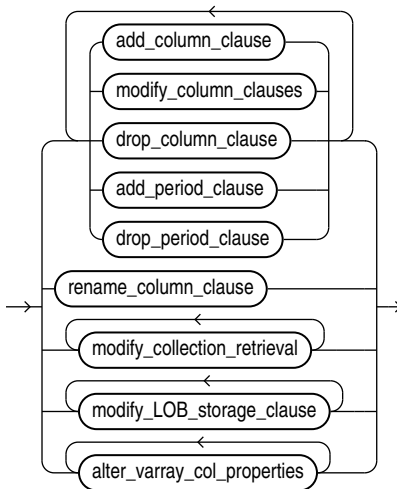 add_column_clause
modify_column_clauses
drop_column_clause
add_period_clause
drop_period_clause
rename_column_clause
modify_collection_retrieval
modify_LOB_storage_clause
alter_varray_col_properties